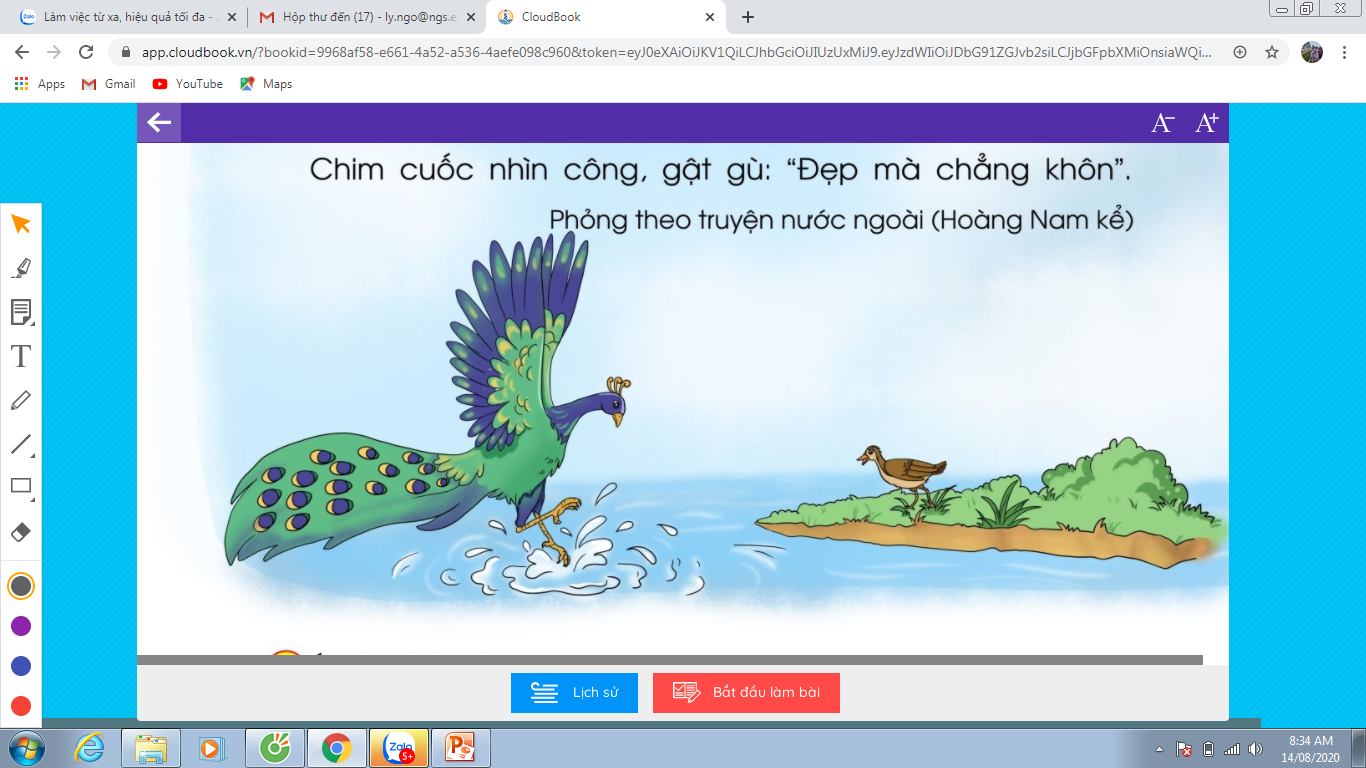 Làm việc từ xa, hiệu quả tối đa -
Hộp thư đến (17) - ly.ngo@ngs.e
CloudBook
app.cloudbook.vn/?bookid=9968af58-e661-4a52-a536-4aefe098c960&token=eyJ0eXAiOiJKV1QiLCJhbGciOiJIUzUxMiJ9.eyJzdWIiOiJDbG91ZGJvb2siLCJjbGFpbXMiOnsiaWQi...
Apps Gmail YouTube Maps
A− A+
Chim cuốc nhìn công, gật gù: “Đẹp mà chẳng khôn”.
Phỏng theo truyện nước ngoài (Hoàng Nam kể)
T
Lịch sử
Bắt đầu làm bài
Zalo
5+
8:34 AM
14/08/2020